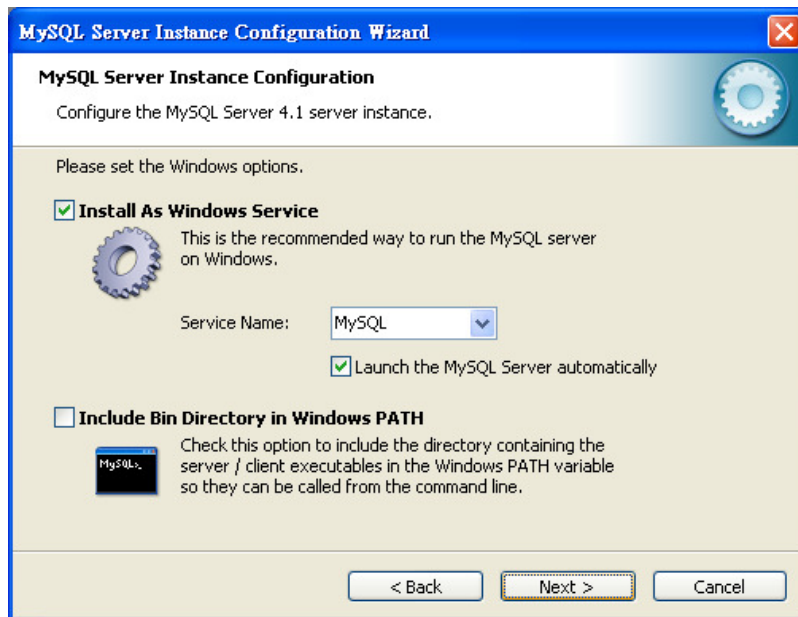 MySQL Server Instance Configuration Wizard
MySQL Server Instance Configuration
Configure the MySQL Server 4.1 server instance.
Please set the Windows options.
Install As Windows Service
This is the recommended way to run the MySQL server
on Windows.
Service Name: MySQL
Launch the MySQL Server automatically
Include Bin Directory in Windows PATH
MySQL>_
Check this option to include the directory containing the
server / client executables in the Windows PATH variable
so they can be called from the command line.
< Back Next > Cancel